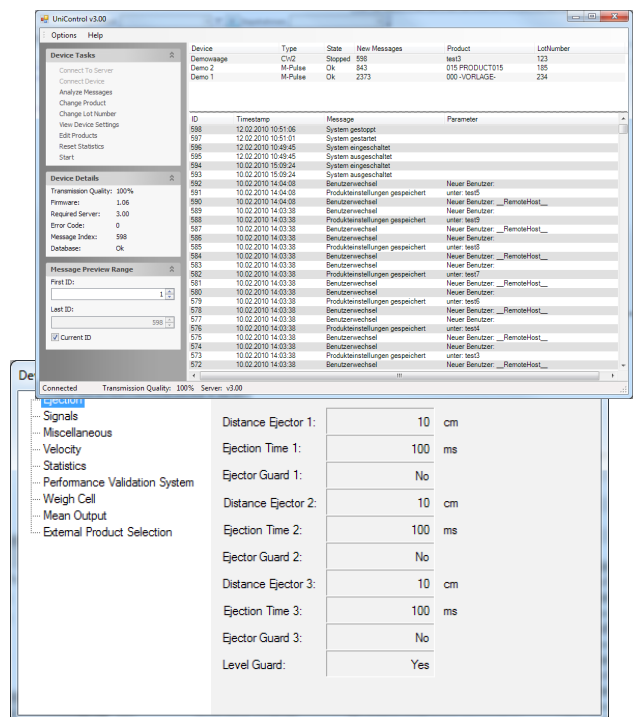 UniControl v3.00
Options Help
Device Tasks
Connect To Server
Connect Device
Analyze Messages
Change Product
Change Lot Number
View Device Settings
Edit Products
Reset Statistics
Start
Device Details
Transmission Quality: 100%
Firmware: 1.06
Required Server: 3.00
Error Code: 0
Message Index: 598
Database: Ok
Message Preview Range
First ID:
1
Last ID:
598
Current ID
Device Type State New Messages Product LotNumber
Demowaage CW2 Stopped 598 test3 123
Demo 2 M-Pulse Ok 843 015 PRODUCT015 185
Demo 1 M-Pulse Ok 2373 000 -VORLAGE- 234
ID Timestamp Message Parameter
598 12.02.2010 10:51:06 System gestoppt
597 12.02.2010 10:51:01 System gestartet
596 12.02.2010 10:49:45 System eingeschaltet
595 12.02.2010 10:49:45 System ausgeschaltet
594 10.02.2010 15:09:24 System eingeschaltet
593 10.02.2010 15:09:24 System ausgeschaltet
592 10.02.2010 14:04:08 Benutzerwechsel Neuer Benutzer:
591 10.02.2010 14:04:08 Produkteinstellungen gespeichert unter: test5
587 10.02.2010 14:04:08 Benutzerwechsel Neuer Benutzer: __RemoteHost__
589 10.02.2010 14:03:38 Benutzerwechsel Neuer Benutzer:
588 10.02.2010 14:03:38 Produkteinstellungen gespeichert unter: test9
587 10.02.2010 14:03:38 Benutzerwechsel Neuer Benutzer: __RemoteHost__
586 10.02.2010 14:03:38 Benutzerwechsel Neuer Benutzer:
585 10.02.2010 14:03:38 Produkteinstellungen gespeichert unter: test8
584 10.02.2010 14:03:38 Benutzerwechsel Neuer Benutzer: __RemoteHost__
583 10.02.2010 14:03:38 Benutzerwechsel Neuer Benutzer:
582 10.02.2010 14:03:38 Produkteinstellungen gespeichert unter: test7
581 10.02.2010 14:03:38 Benutzerwechsel Neuer Benutzer: __RemoteHost__
580 10.02.2010 14:03:38 Benutzerwechsel Neuer Benutzer:
579 10.02.2010 14:03:38 Produkteinstellungen gespeichert unter: test6
578 10.02.2010 14:03:38 Benutzerwechsel Neuer Benutzer: __RemoteHost__
577 10.02.2010 14:03:38 Benutzerwechsel Neuer Benutzer:
576 10.02.2010 14:03:38 Produkteinstellungen gespeichert unter: test4
575 10.02.2010 14:03:38 Benutzerwechsel Neuer Benutzer: __RemoteHost__
574 10.02.2010 14:03:38 Benutzerwechsel Neuer Benutzer:
573 10.02.2010 14:03:38 Produkteinstellungen gespeichert unter: test3
572 10.02.2010 14:03:38 Benutzerwechsel Neuer Benutzer: __RemoteHost__
Connected Transmission Quality: 100% Server: v3.00
Ejection
Signals
Miscellaneous
Velocity
Statistics
Performance Validation System
Weigh Cell
Mean Output
External Product Selection
Distance Ejector 1: 10 cm
Ejection Time 1: 100 ms
Ejector Guard 1: No
Distance Ejector 2: 10 cm
Ejection Time 2: 100 ms
Ejector Guard 2: No
Distance Ejector 3: 10 cm
Ejection Time 3: 100 ms
Ejector Guard 3: No
Level Guard: Yes